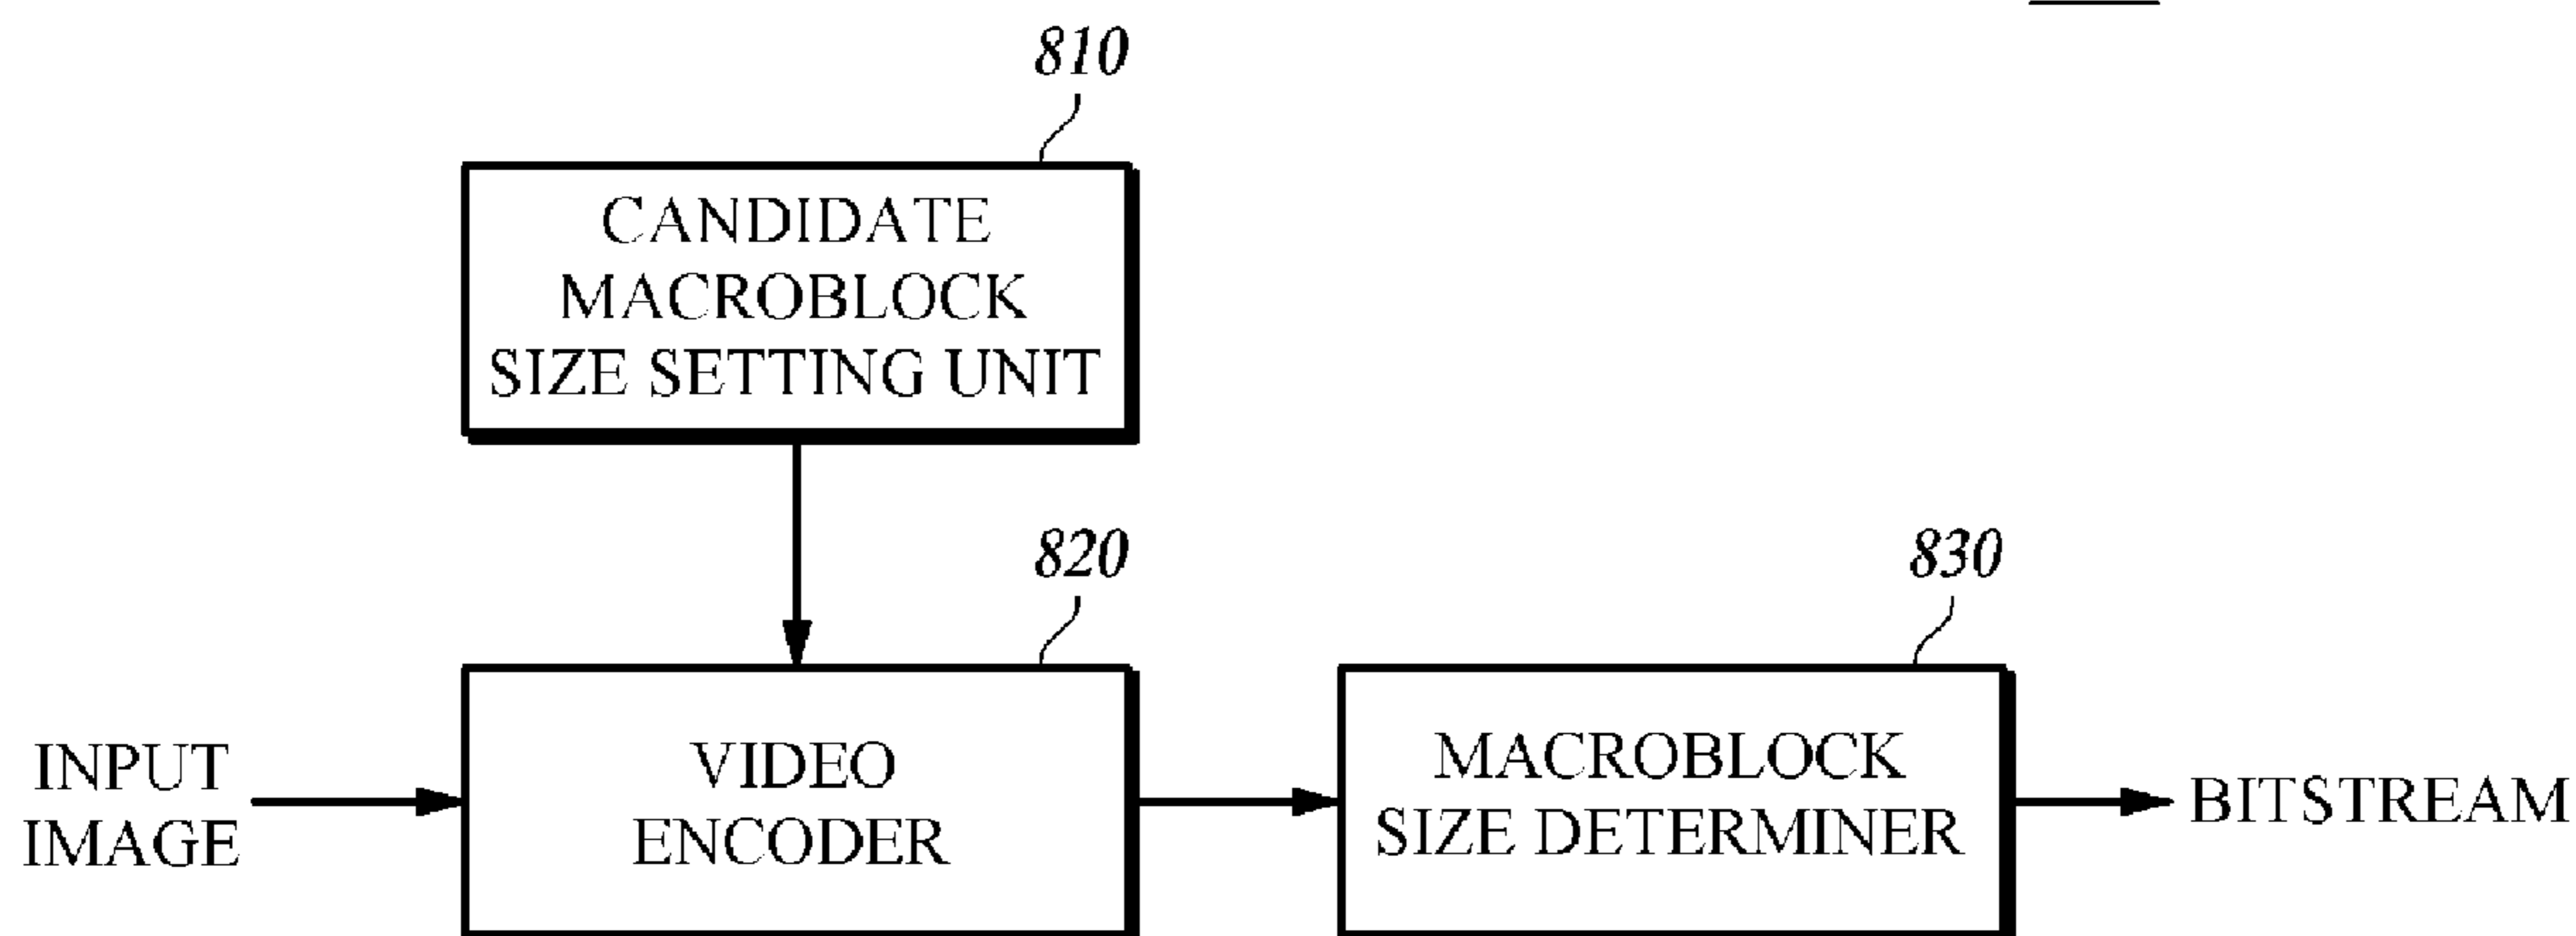 810
CANDIDATE
MACROBLOCK
SIZE SETTING UNIT
820
830
INPUT
IMAGE
VIDEO
ENCODER
MACROBLOCK
SIZE DETERMINER
BITSTREAM